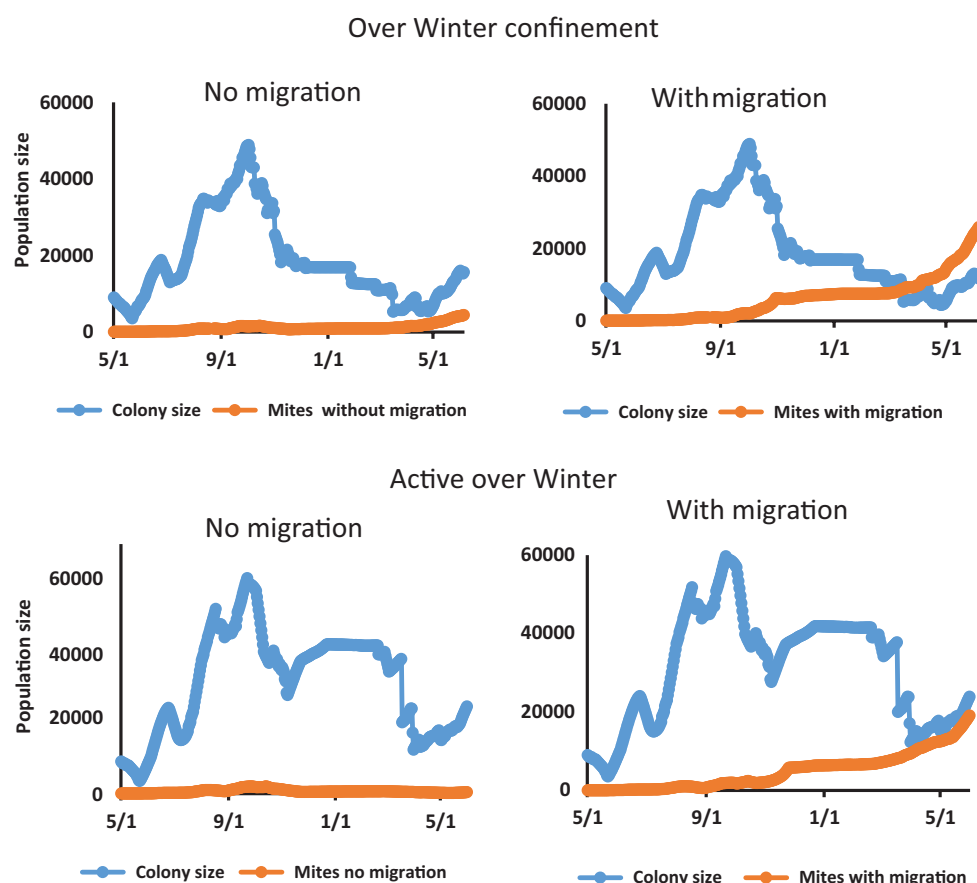 Over Winter confinement
No migration
With migration
Population size
60000
40000
20000
0
5/1 9/1 1/1 5/1
60000
40000
20000
0
5/1 9/1 1/1 5/1
Colony size Mites without migration
Colony size Mites with migration
Active over Winter
No migration
With migration
Population size
60000
40000
20000
0
5/1 9/1 1/1 5/1
60000
40000
20000
0
5/1 9/1 1/1 5/1
Colony size Mites no migration
Colony size Mites with migration